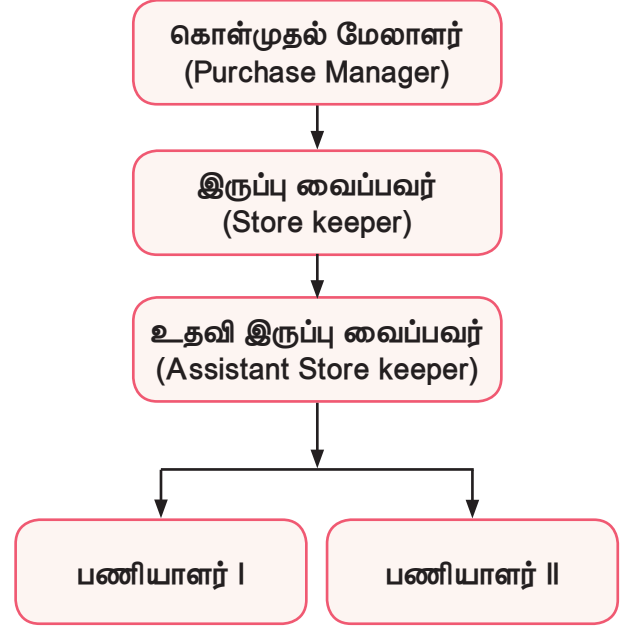 கொள்முதல் மேலாளர்
(Purchase Manager)
இருப்பு வைப்பவர்
(Store keeper)
உதவி இருப்பு வைப்பவர்
(Assistant Store keeper)
பணியாளர் I
பணியாளர் II